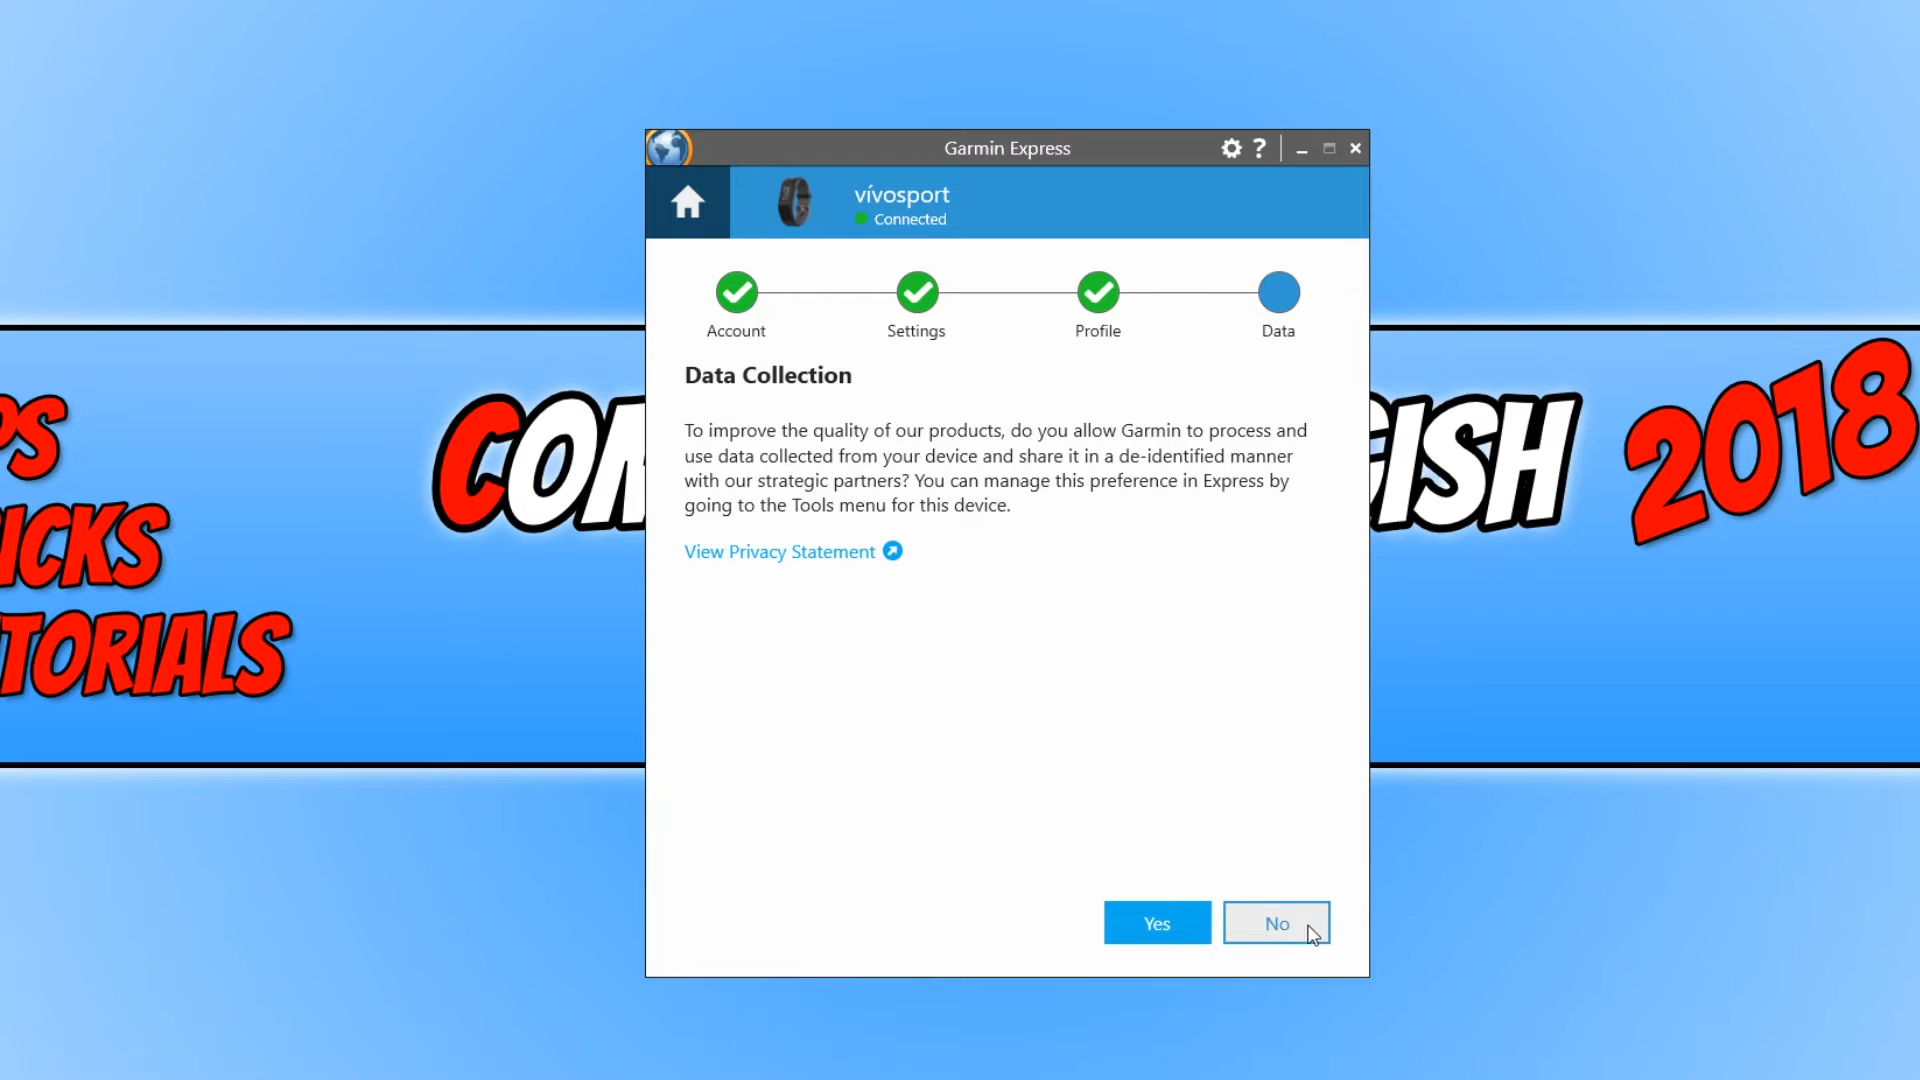 Garmin Express
?
vívosport
Connected
Account
Settings
Profile
Data
Data Collection
To improve the quality of our products, do you allow Garmin to process and
use data collected from your device and share it in a de-identified manner
with our strategic partners? You can manage this preference in Express by
going to the Tools menu for this device.
View Privacy Statement
Yes
No
2018